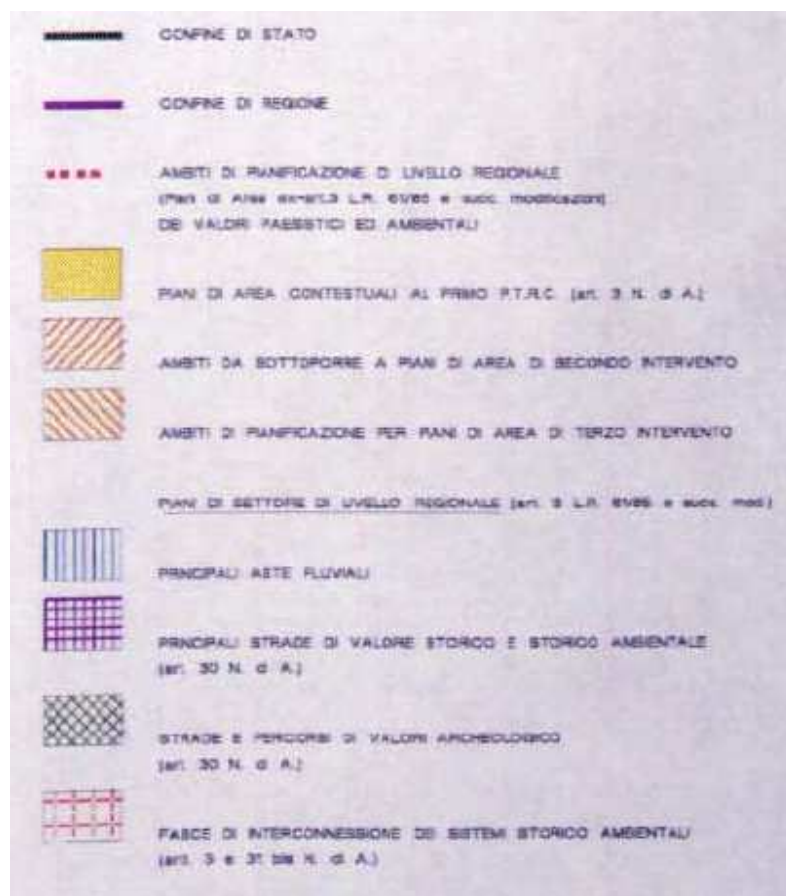 CONFINE DI STATO
CONFINE DI REGIONE
AMBITI DI PIANIFICAZIONE DI LIVELLO REGIONALE
(Piani di Area ex-art.3 L.R. 61/85 e succ. modificazioni)
DEI VALORI PAESISTICI ED AMBIENTALI
PIANI DI AREA CONTESTUALI AL PRIMO P.T.R.C. (art. 3 N. di A.)
AMBITI DA SOTTOPORRE A PIANI DI AREA DI SECONDO INTERVENTO
AMBITI DI PIANIFICAZIONE PER PIANI DI AREA DI TERZO INTERVENTO
PIANI DI SETTORE DI LIVELLO REGIONALE (art. L.R. 61/85 e succ. mod.)
PRINCIPALI ASTE FLUVIALI
PRINCIPALI STRADE DI VALORE STORICO E STORICO AMBIENTALE
(art. 30 N. di A.)
STRADE E PERCORSI DI VALORI ARCHEOLOGICO
(art. 30 N. di A.)
FASCE DI INTERCONNESSIONE DEI SISTEMI STORICO AMBIENTALI
(art. 3 e 31 bis N. di A.)